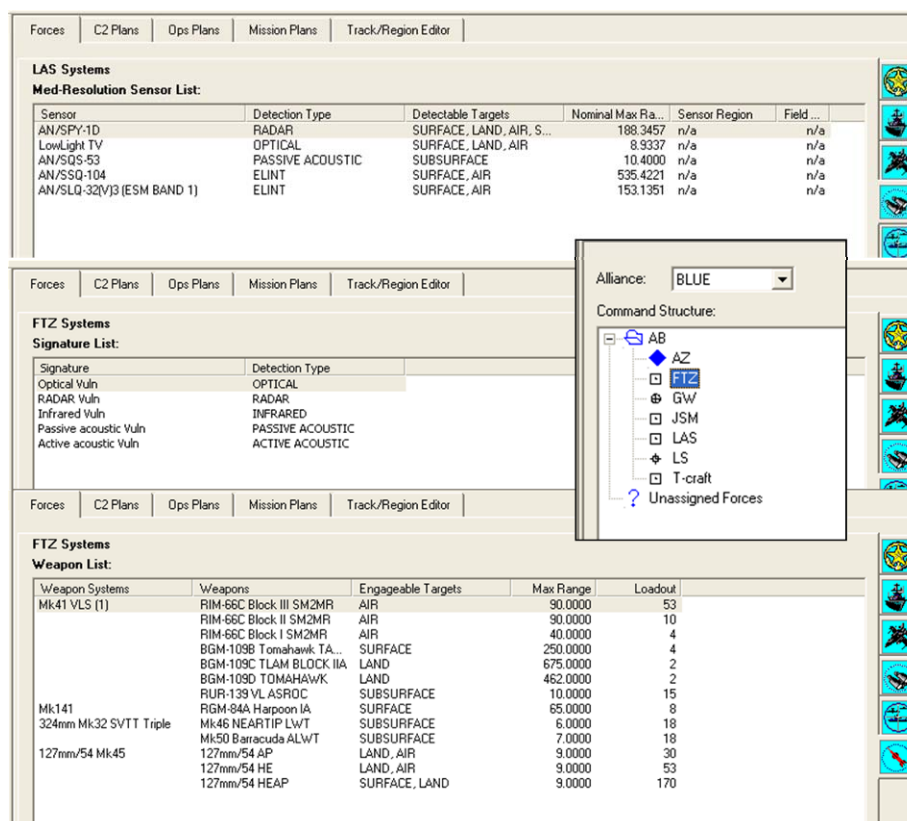 Forces C2 Plans Ops Plans Mission Plans Track/Region Editor
LAS Systems
Med-Resolution Sensor List:
Sensor Detection Type Detectable Targets Nominal Max Ra... Sensor Region Field ...
AN/SPY-1D RADAR SURFACE, LAND, AIR, S... 188.3457 n/a n/a
LowLight TV OPTICAL SURFACE, LAND, AIR 8.9337 n/a n/a
AN/SQS-53 PASSIVE ACOUSTIC SUBSURFACE 10.4000 n/a n/a
AN/SSQ-104 ELINT SURFACE, AIR 535.4221 n/a n/a
AN/SLQ-32(V)3 (ESM BAND 1) ELINT SURFACE, AIR 153.1351 n/a n/a
Forces C2 Plans Ops Plans Mission Plans Track/Region Editor
FTZ Systems
Signature List:
Signature Detection Type
Optical Vuln OPTICAL
RADAR Vuln RADAR
Infrared Vuln INFRARED
Passive acoustic Vuln PASSIVE ACOUSTIC
Active acoustic Vuln ACTIVE ACOUSTIC
Alliance: BLUE
Command Structure:
AB
AZ
FTZ
GW
JSM
LAS
LS
T-craft
Unassigned Forces
Forces C2 Plans Ops Plans Mission Plans Track/Region Editor
FTZ Systems
Weapon List:
Weapon Systems Weapons Engageable Targets Max Range Loadout
Mk41 VLS (1) RIM-66C Block III SM2MR AIR 90.0000 53
RIM-66C Block II SM2MR AIR 90.0000 10
RIM-66C Block I SM2MR AIR 40.0000 4
BGM-109B Tomahawk TA... SURFACE 250.0000 4
BGM-109C TLAM BLOCK IIA LAND 675.0000 2
BGM-109D TOMAHAWK LAND 462.0000 2
RUR-139 VL ASROC SUBSURFACE 10.0000 15
Mk141 RGM-84A Harpoon IA SURFACE 65.0000 8
324mm Mk32 SVTT Triple Mk46 NEARTIP LWT SUBSURFACE 6.0000 18
Mk50 Barracuda ALWT SUBSURFACE 7.0000 18
127mm/54 Mk45 127mm/54 AP LAND, AIR 9.0000 30
127mm/54 HE LAND, AIR 9.0000 53
127mm/54 HEAP SURFACE, LAND 9.0000 170